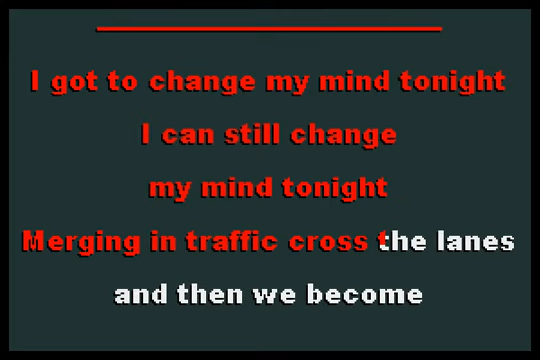 I got to change my mind tonight
I can still change
my mind tonight
Merging in traffic cross the lanes
and then we become